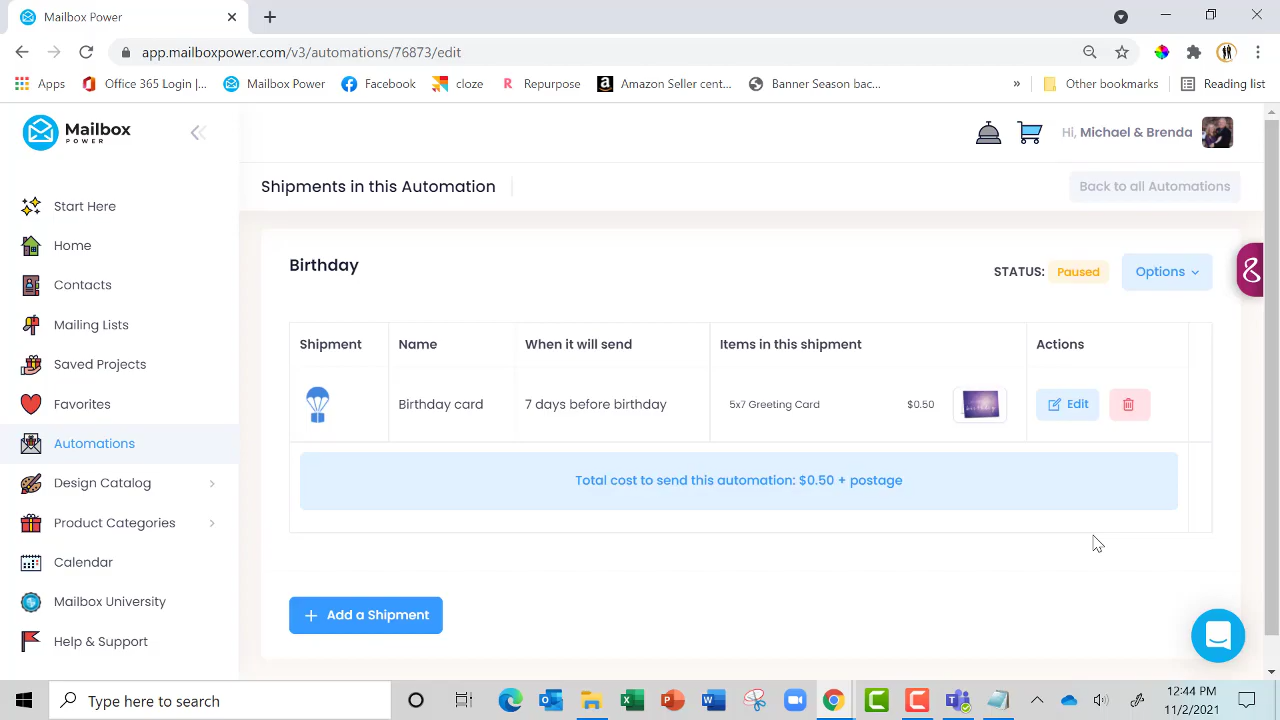 Mailbox Power
app.mailboxpower.com/v3/automations/76873/edit
Apps Office 365 Login |... Mailbox Power Facebook cloze R Repurpose a Amazon Seller cent... Banner Season bac... » Other bookmarks Reading list
Mailbox
POWER
Hi, Michael & Brenda
Shipments in this Automation
Back to all Automations
Start Here
Home
Contacts
Mailing Lists
Saved Projects
Favorites
Automations
Design Catalog
Product Categories
Calendar
Mailbox University
Help & Support
Birthday
STATUS: Paused Options
Shipment Name When it will send Items in this shipment Actions
Birthday card 7 days before birthday 5x7 Greeting Card $0.50 Edit
Total cost to send this automation: $0.50 + postage
+ Add a Shipment
Type here to search
12:44 PM
11/2/2021